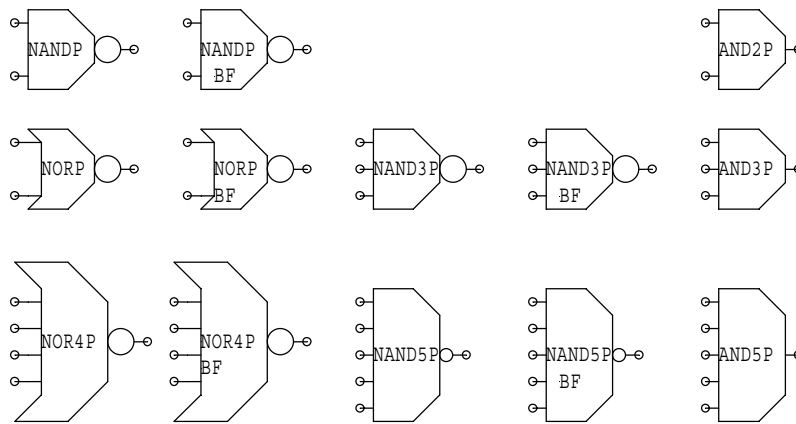 NANDP
NANDP
BF
AND2P
NORP
NORP
BF
NAND3P
NAND3P
BF
AND3P
NOR4P
NOR4P
BF
NAND5P
NAND5P
BF
AND5P